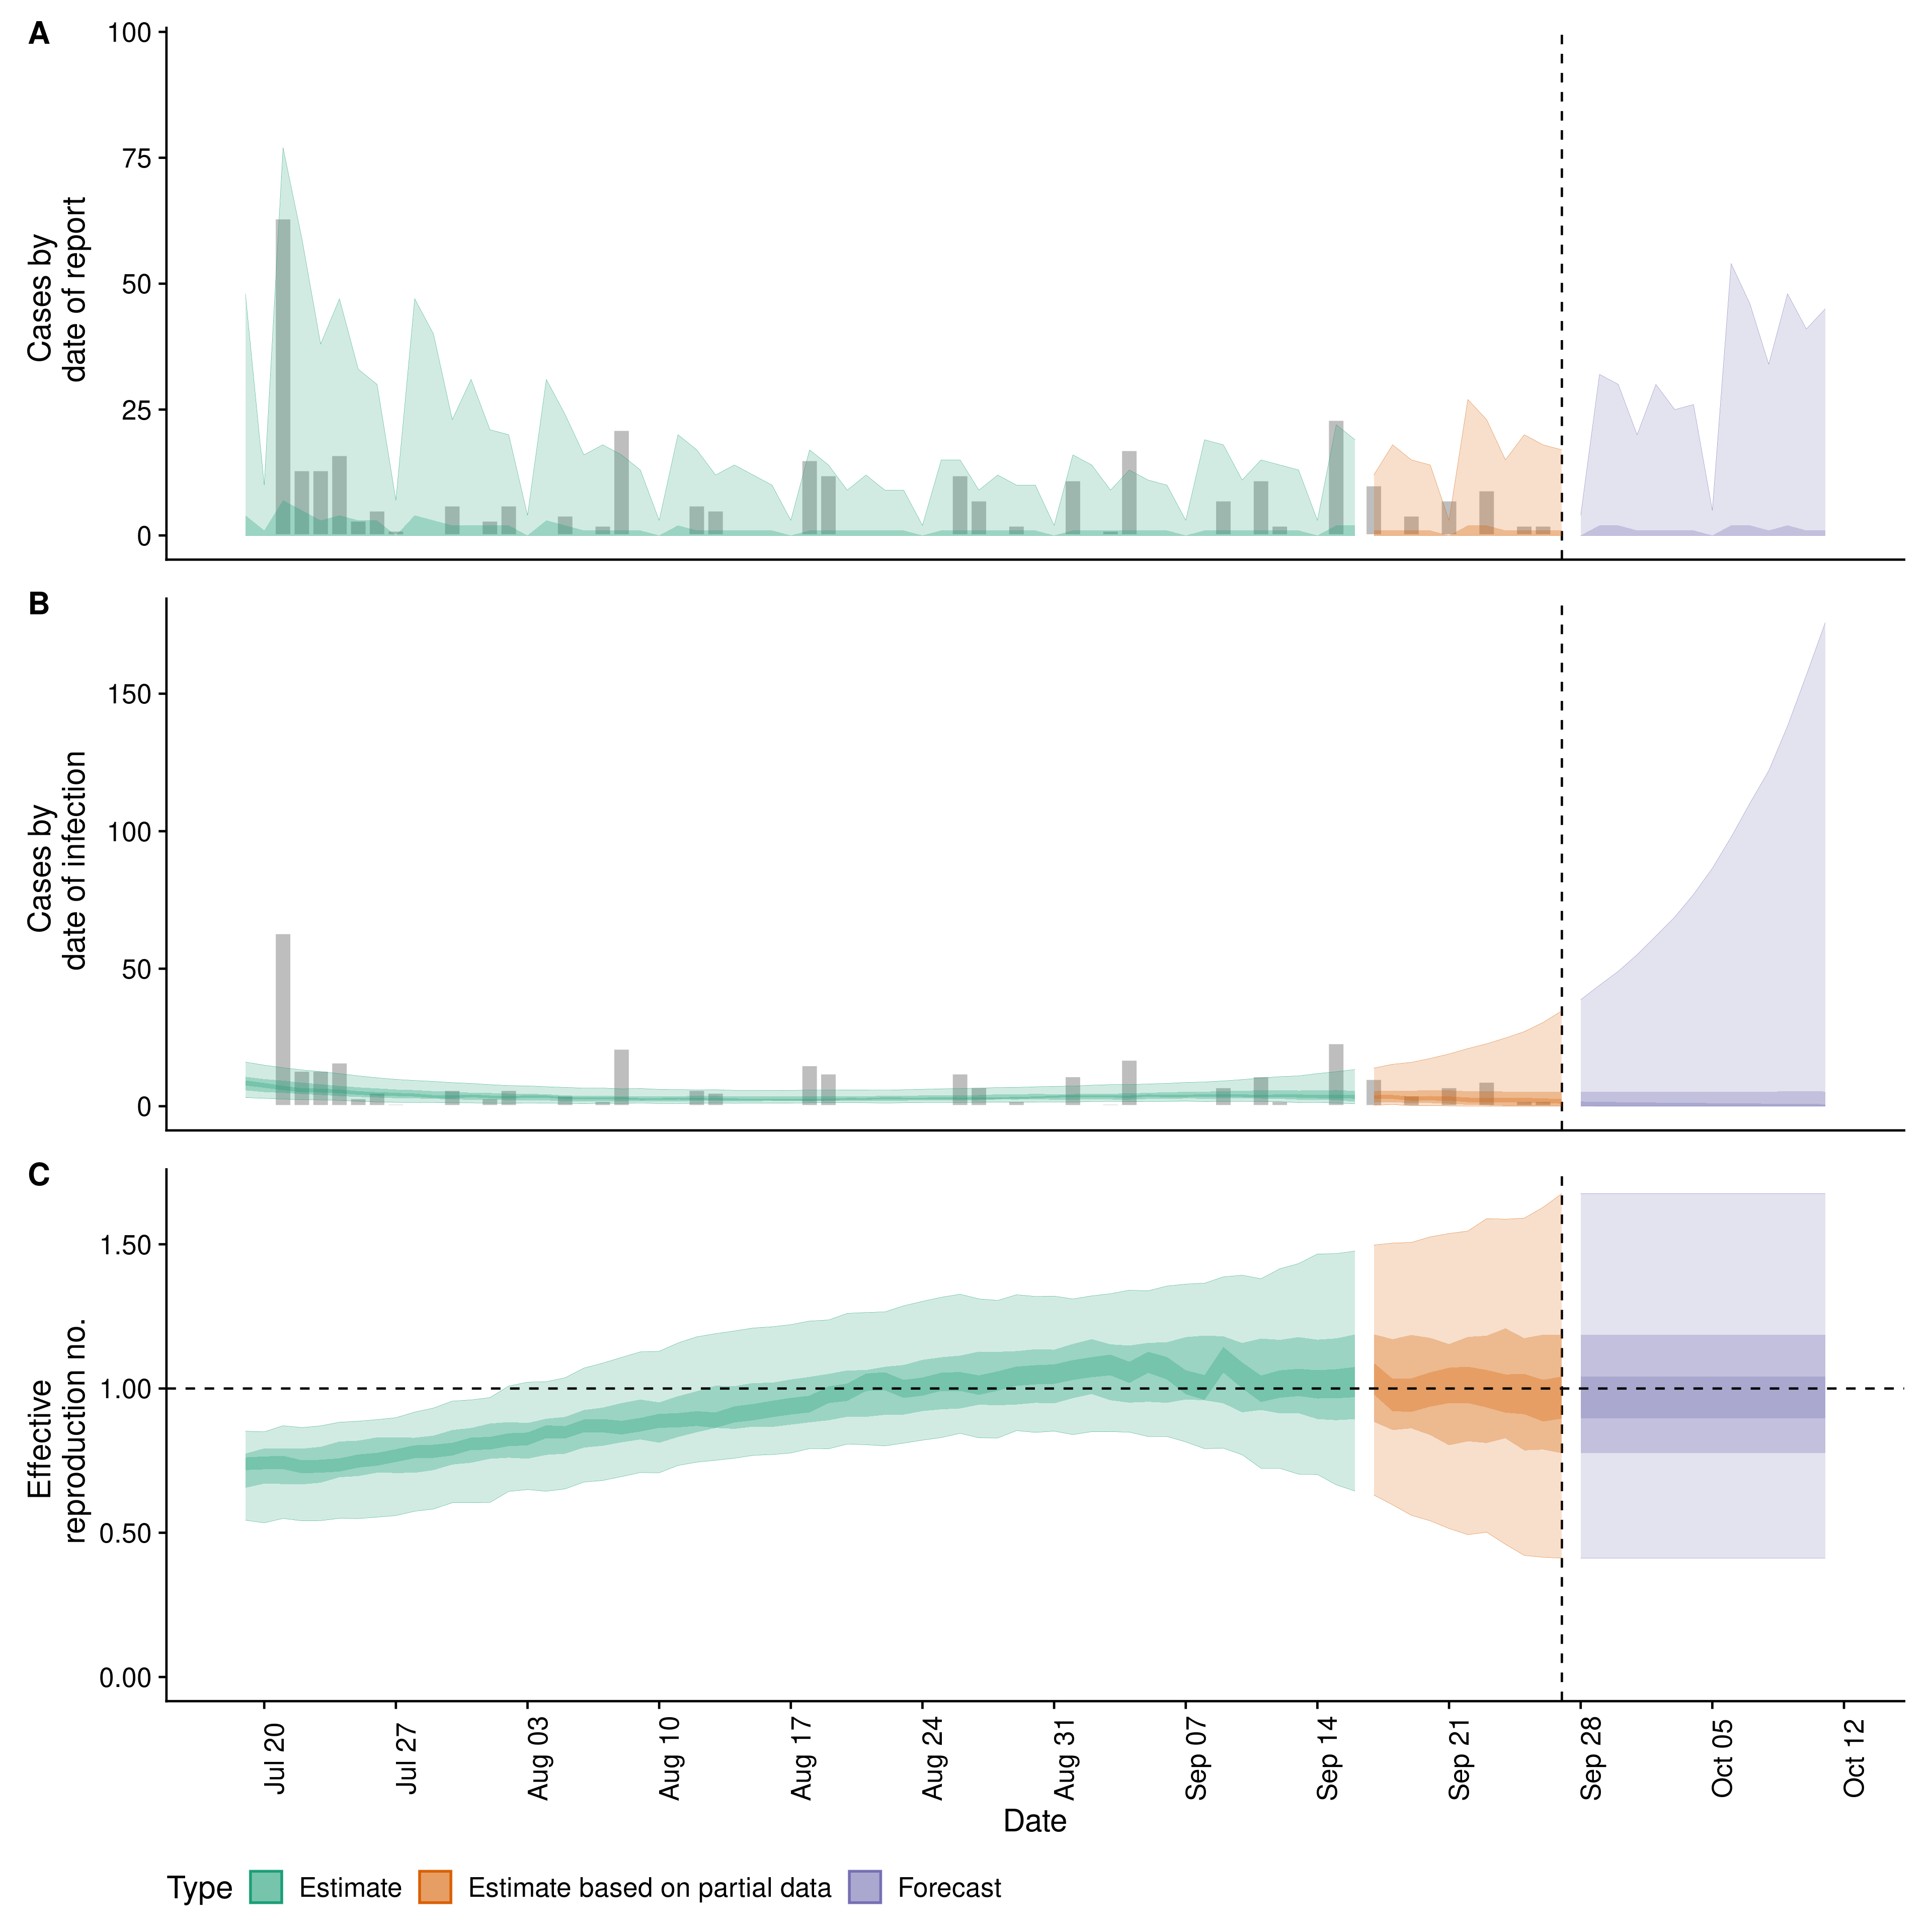 A
100
75
50
25
0
Cases by
date of report
B
150
100
50
0
Cases by
date of infection
C
1.50
1.00
0.50
0.00
Effective
reproduction no.
Jul 20
Jul 27
Aug 03
Aug 10
Aug 17
Aug 24
Aug 31
Sep 07
Sep 14
Sep 21
Sep 28
Oct 05
Oct 12
Date
Type Estimate Estimate based on partial data Forecast